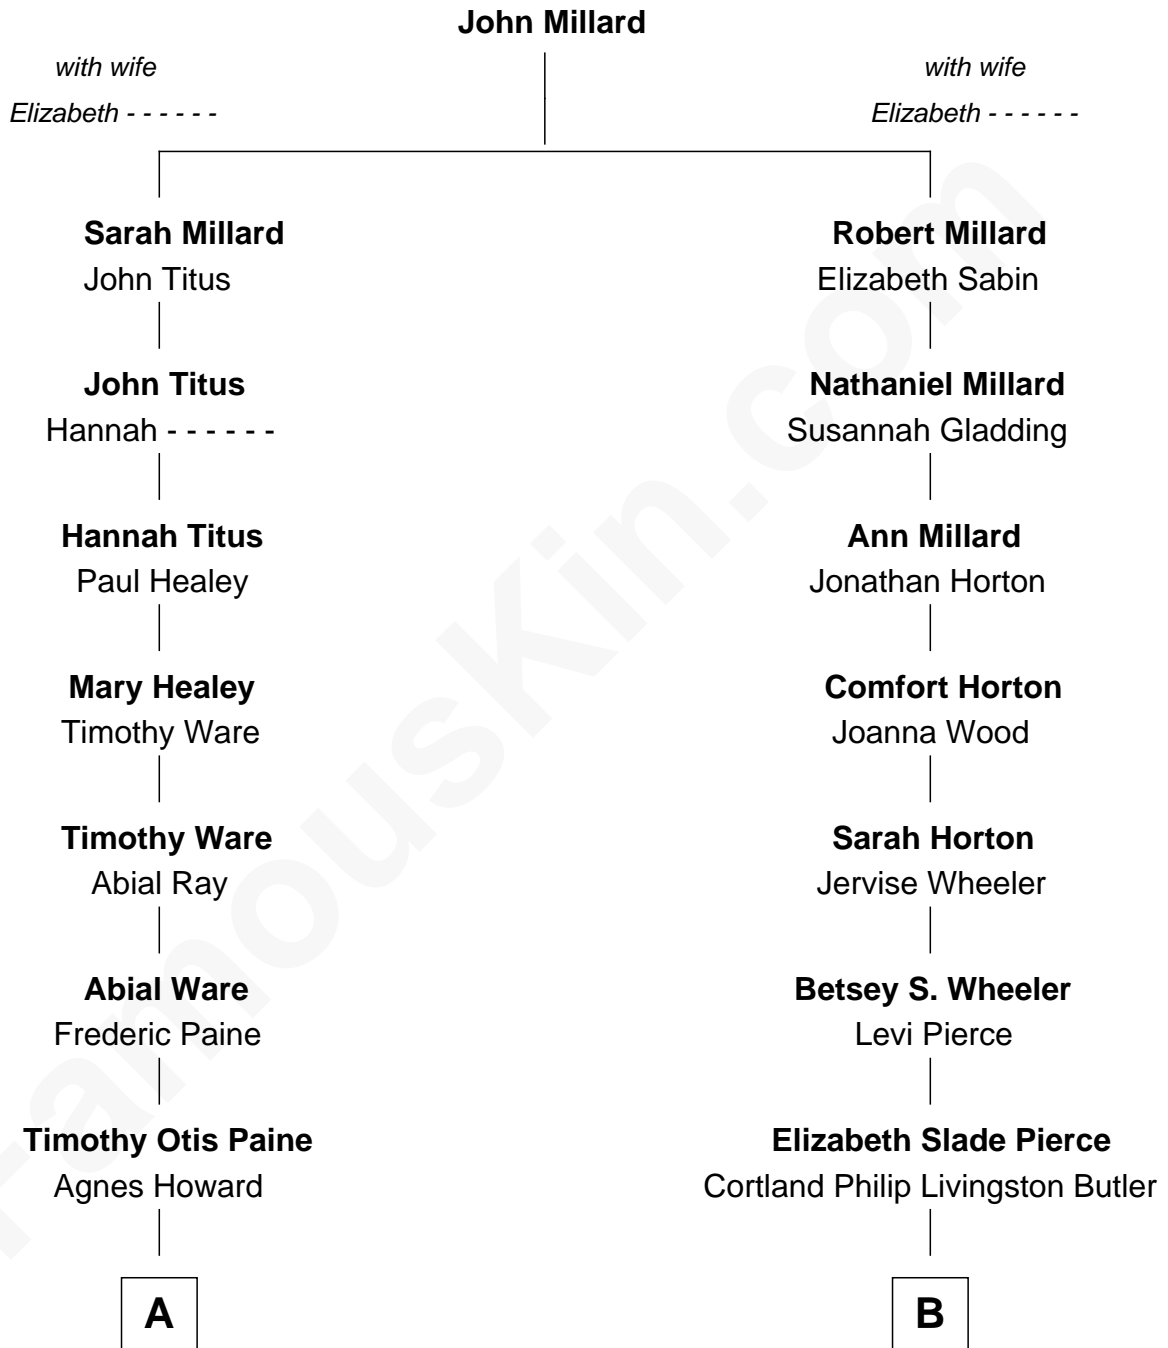 John Millard
with wife
Elizabeth - - - - - -
with wife
Elizabeth - - - - - -
Sarah Millard
John Titus
Robert Millard
Elizabeth Sabin
John Titus
Hannah - - - - - -
Nathaniel Millard
Susannah Gladding
Hannah Titus
Paul Healey
Ann Millard
Jonathan Horton
Mary Healey
Timothy Ware
Comfort Horton
Joanna Wood
Timothy Ware
Abial Ray
Sarah Horton
Jervise Wheeler
Abial Ware
Frederic Paine
Betsey S. Wheeler
Levi Pierce
Timothy Otis Paine
Agnes Howard
Elizabeth Slade Pierce
Cortland Philip Livingston Butler
A
B
FamousKin.com